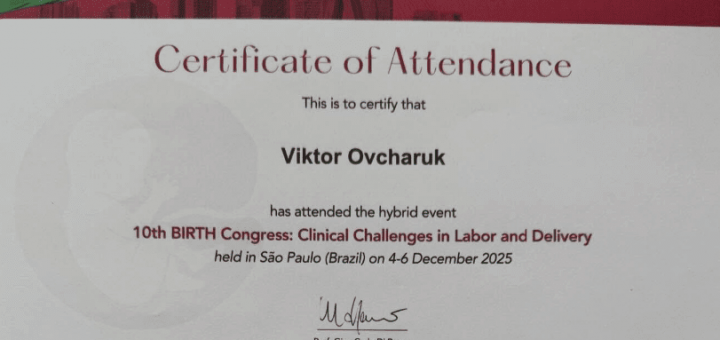 Certificate of Attendance
This is to certify that
Viktor Ovcharuk
has attended the hybrid event
10th BIRTH Congress: Clinical Challenges in Labor and Delivery
held in São Paulo (Brazil) on 4-6 December 2025